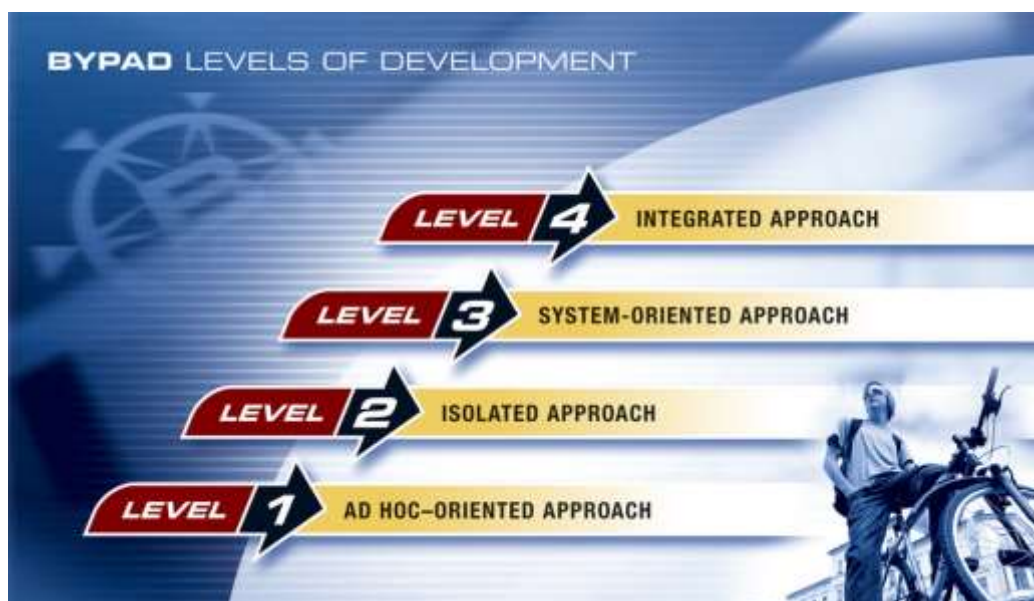 BYPAD LEVELS OF DEVELOPMENT
LEVEL 4 INTEGRATED APPROACH
LEVEL 3 SYSTEM-ORIENTED APPROACH
LEVEL 2 ISOLATED APPROACH
LEVEL 1 AD HOC–ORIENTED APPROACH